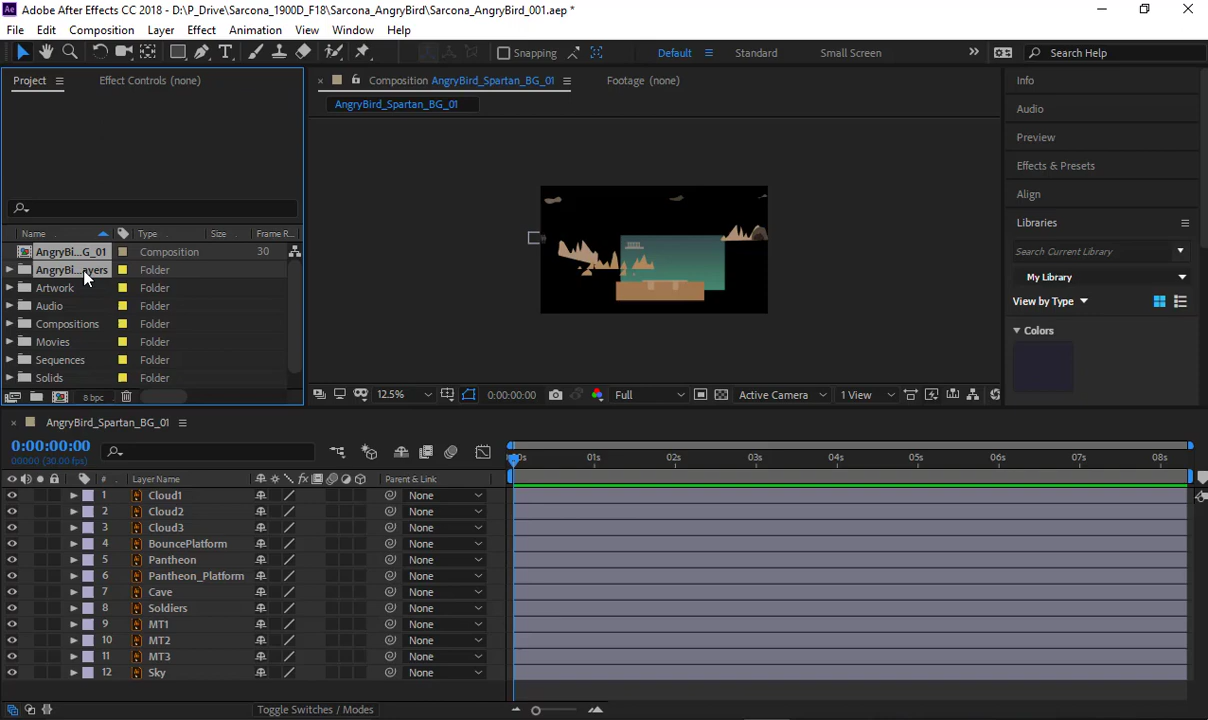 Ae Adobe After Effects CC 2018 - D:\P_Drive\Sarcona_1900D_F18\Sarcona_AngryBird\Sarcona_AngryBird_001.aep *
File Edit Composition Layer Effect Animation View Window Help
Snapping Default Standard Small Screen » Search Help
Project Effect Controls (none) × Composition AngryBird_Spartan_BG_01 Footage (none) Info
AngryBird_Spartan_BG_01 Audio
Preview
Effects & Presets
Align
Libraries
Name Type Size Frame R...
AngryBi...G_01 Composition 30
Search Current Library
AngryBi...ayers Folder
My Library
Artwork Folder
View by Type
Audio Folder
Compositions Folder
Colors
Movies Folder
Sequences Folder
Solids Folder
8 bpc 12.5% 0:00:00:00 Full Active Camera 1 View
× AngryBird_Spartan_BG_01
0:00:00:00
00000 (30.00 fps)
01s 02s 03s 04s 05s 06s 07s 08s
# Layer Name fx Parent & Link
1 Cloud1 None
2 Cloud2 None
3 Cloud3 None
4 BouncePlatform None
5 Pantheon None
6 Pantheon_Platform None
7 Cave None
8 Soldiers None
9 MT1 None
10 MT2 None
11 MT3 None
12 Sky None
Toggle Switches / Modes